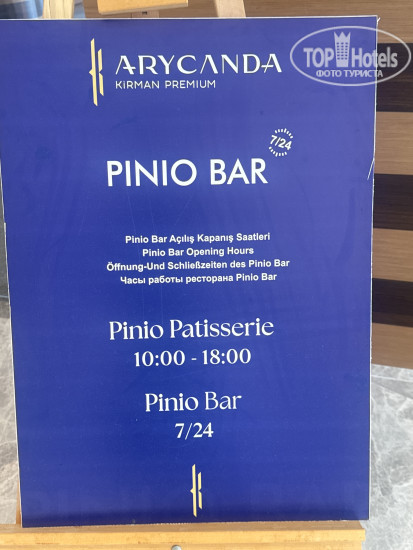 ARYCANDA
KIRMAN PREMIUM
TOP Hotels
ФОТО ТУРИСТА
PINIO BAR
7/24
Pinio Bar Açılış Kapanış Saatleri
Pinio Bar Opening Hours
Öffnung-Und Schließzeiten des Pinio Bar
Часы работы ресторана Pinio Bar
Pinio Patisserie
10:00 - 18:00
Pinio Bar
7/24